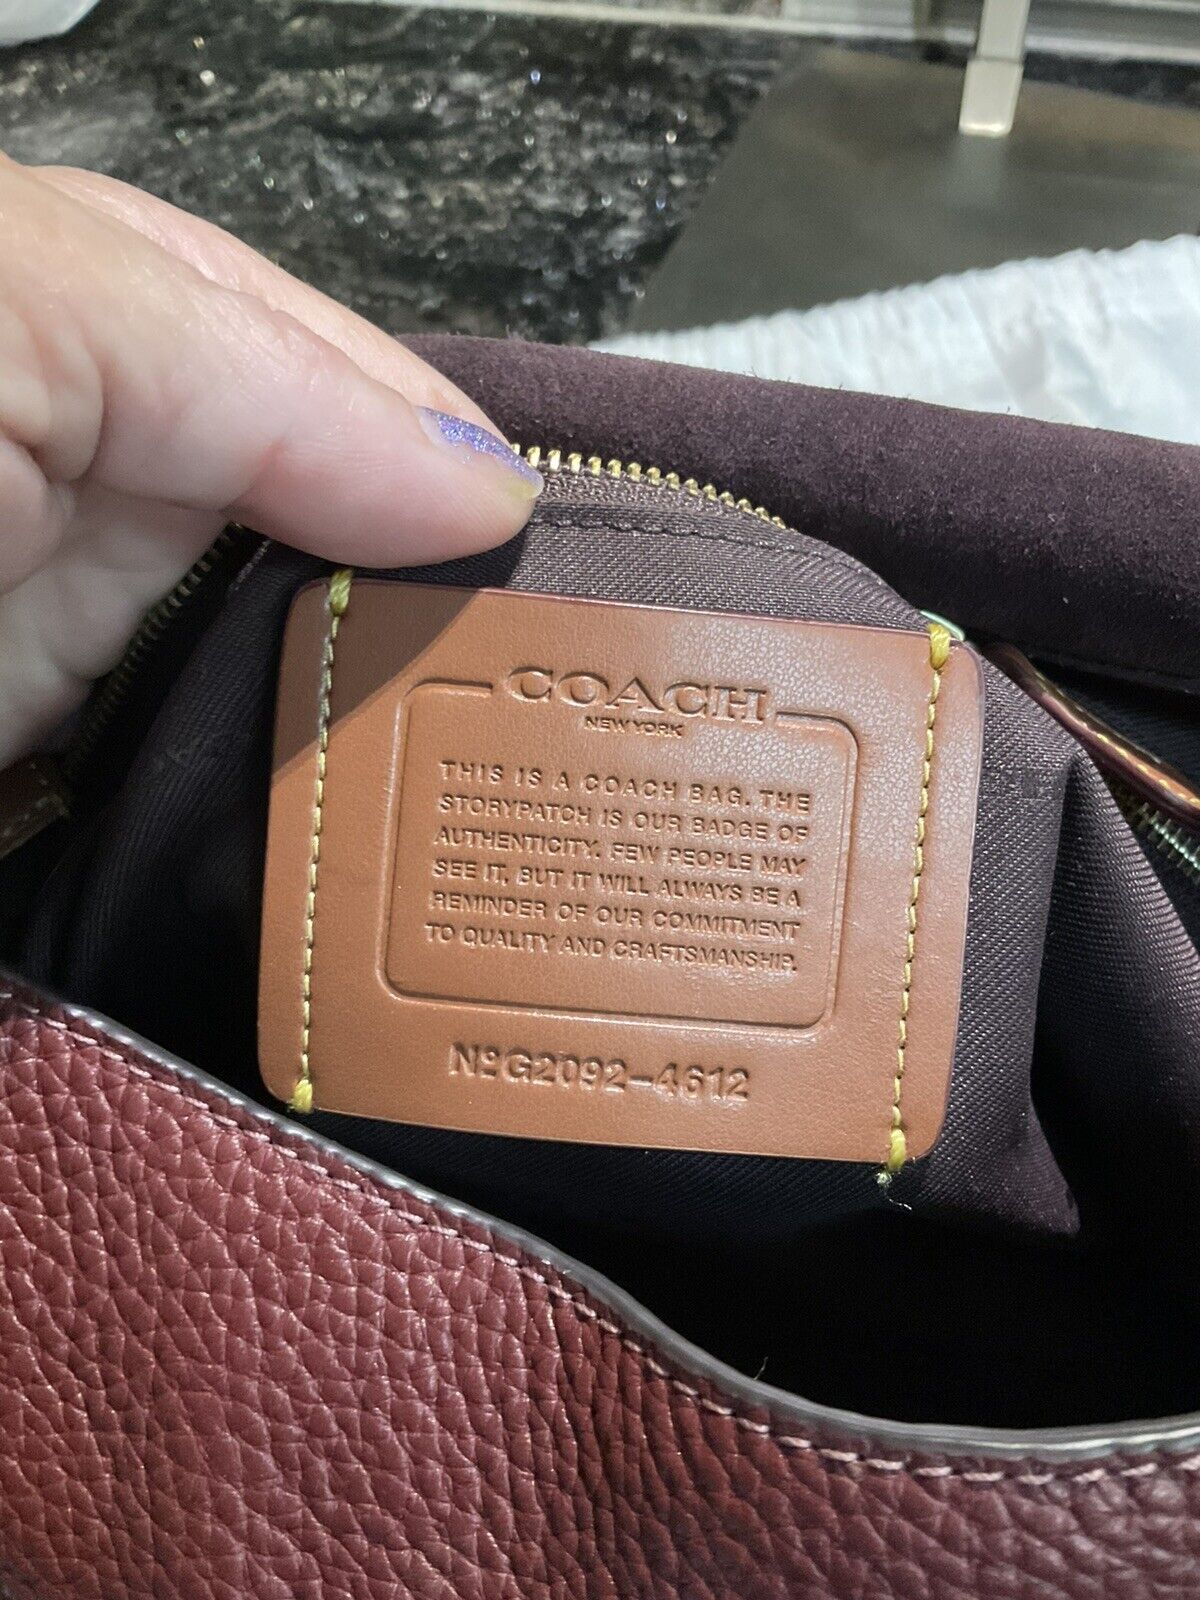 COACH
NEW YORK
THIS IS A COACH BAG. THE
STORYPATCH IS OUR BADGE OF
AUTHENTICITY. FEW PEOPLE MAY
SEE IT, BUT IT WILL ALWAYS BE A
REMINDER OF OUR COMMITMENT
TO QUALITY AND CRAFTSMANSHIP.
NºG2092-4612